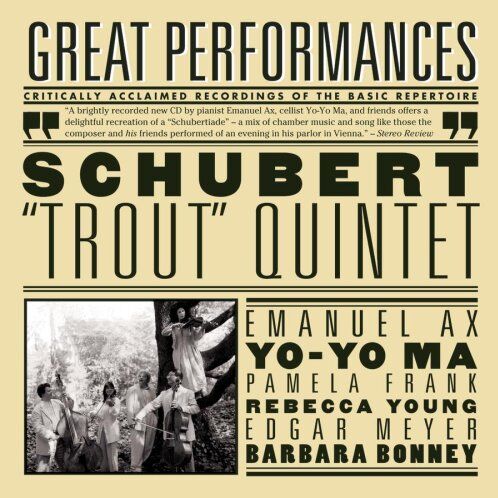 GREAT PERFORMANCES
CRITICALLY ACCLAIMED RECORDINGS OF THE BASIC REPERTOIRE
“A brightly recorded new CD by pianist Emanuel Ax, cellist Yo-Yo Ma, and friends offers a
delightful recreation of a “Schubertiade” – a mix of chamber music and song like those the
composer and his friends performed of an evening in his parlor in Vienna.” – Stereo Review
SCHUBERT
“TROUT” QUINTET
EMANUEL AX
YO-YO MA
PAMELA FRANK
REBECCA YOUNG
EDGAR MEYER
BARBARA BONNEY